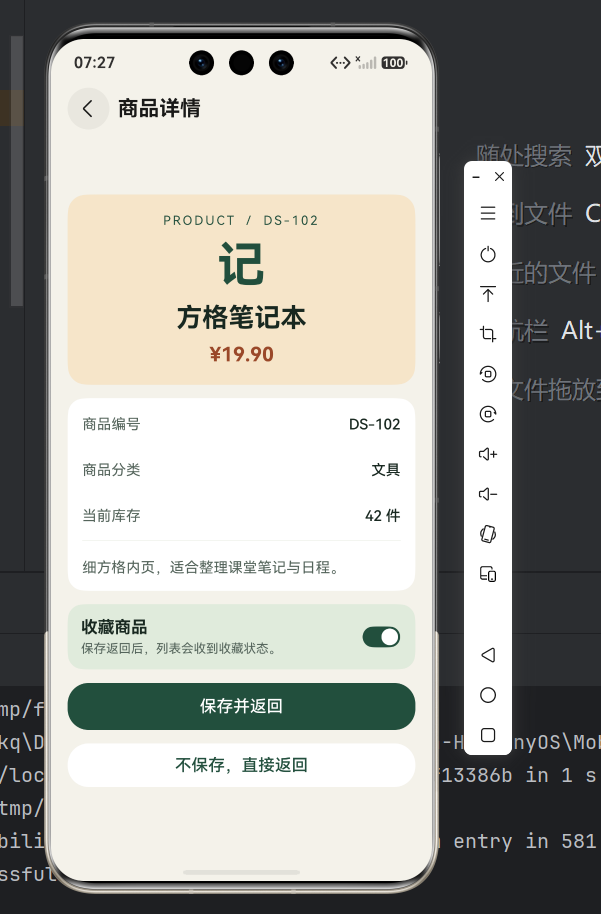 07:27
100
商品详情
PRODUCT / DS-102
记
方格笔记本
¥19.90
商品编号 DS-102
商品分类 文具
当前库存 42 件
细方格内页，适合整理课堂笔记与日程。
收藏商品
保存返回后，列表会收到收藏状态。
保存并返回
不保存，直接返回
随处搜索 双
到文件 C
近的文件
航栏 Alt-
文件拖放到
mp/f
kq\D
/loc
tmp/
bili
ssful
f13386b in 1 s
entry in 581